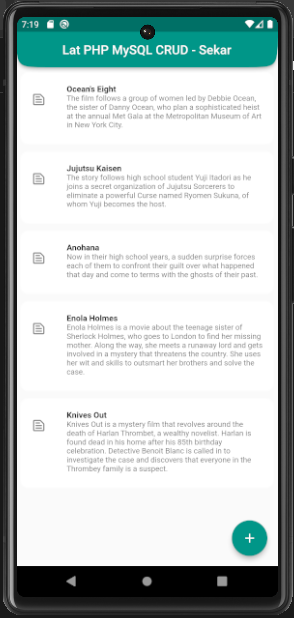 7:19
Lat PHP MySQL CRUD - Sekar
Ocean's Eight
The film follows a group of women led by Debbie Ocean,
the sister of Danny Ocean, who plan a sophisticated heist
at the annual Met Gala at the Metropolitan Museum of Art
in New York City.
Jujutsu Kaisen
The story follows high school student Yuji Itadori as he
joins a secret organization of Jujutsu Sorcerers to
eliminate a powerful Curse named Ryomen Sukuna, of
whom Yuji becomes the host.
Anohana
Now in their high school years, a sudden surprise forces
each of them to confront their guilt over what happened
that day and come to terms with the ghosts of their past.
Enola Holmes
Enola Holmes is a movie about the teenage sister of
Sherlock Holmes, who goes to London to find her missing
mother. Along the way, she meets a runaway lord and gets
involved in a mystery that threatens the country. She uses
her wit and skills to outsmart her brothers and solve the
case.
Knives Out
Knives Out is a mystery film that revolves around the
death of Harlan Thrombet, a wealthy novelist. Harlan is
found dead in his home after his 85th birthday
celebration. Detective Benoit Blanc is called in to
investigate the case and discovers that everyone in the
Thrombey family is a suspect.
+